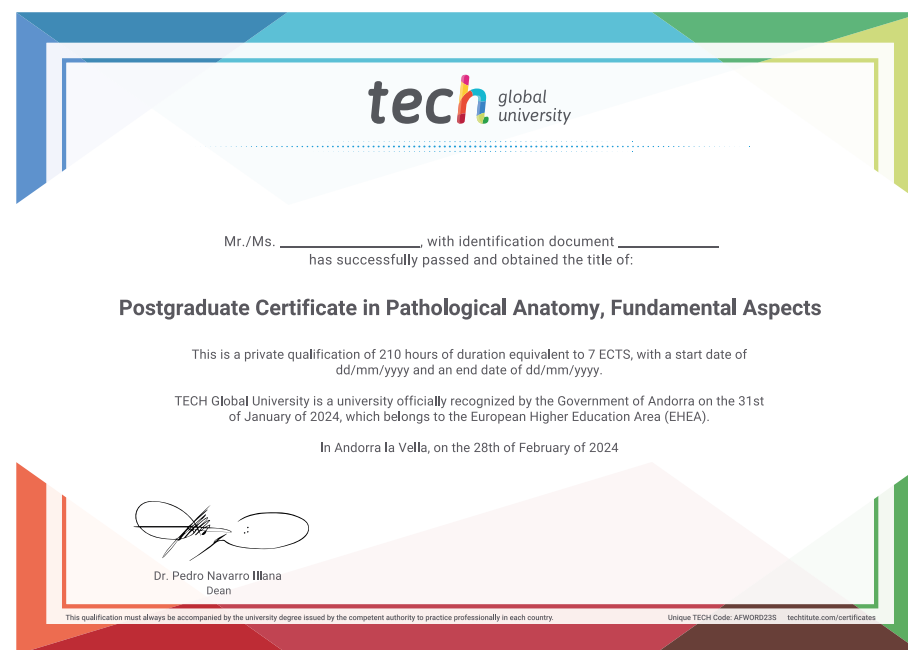 tech global
university
Mr./Ms. ____________, with identification document ____________
has successfully passed and obtained the title of:
Postgraduate Certificate in Pathological Anatomy, Fundamental Aspects
This is a private qualification of 210 hours of duration equivalent to 7 ECTS, with a start date of
dd/mm/yyyy and an end date of dd/mm/yyyy.
TECH Global University is a university officially recognized by the Government of Andorra on the 31st
of January of 2024, which belongs to the European Higher Education Area (EHEA).
In Andorra la Vella, on the 28th of February of 2024
Dr. Pedro Navarro Illana
Dean
This qualification must always be accompanied by the university degree issued by the competent authority to practice professionally in each country.
Unique TECH Code: AFWORD23S techtitute.com/certificates